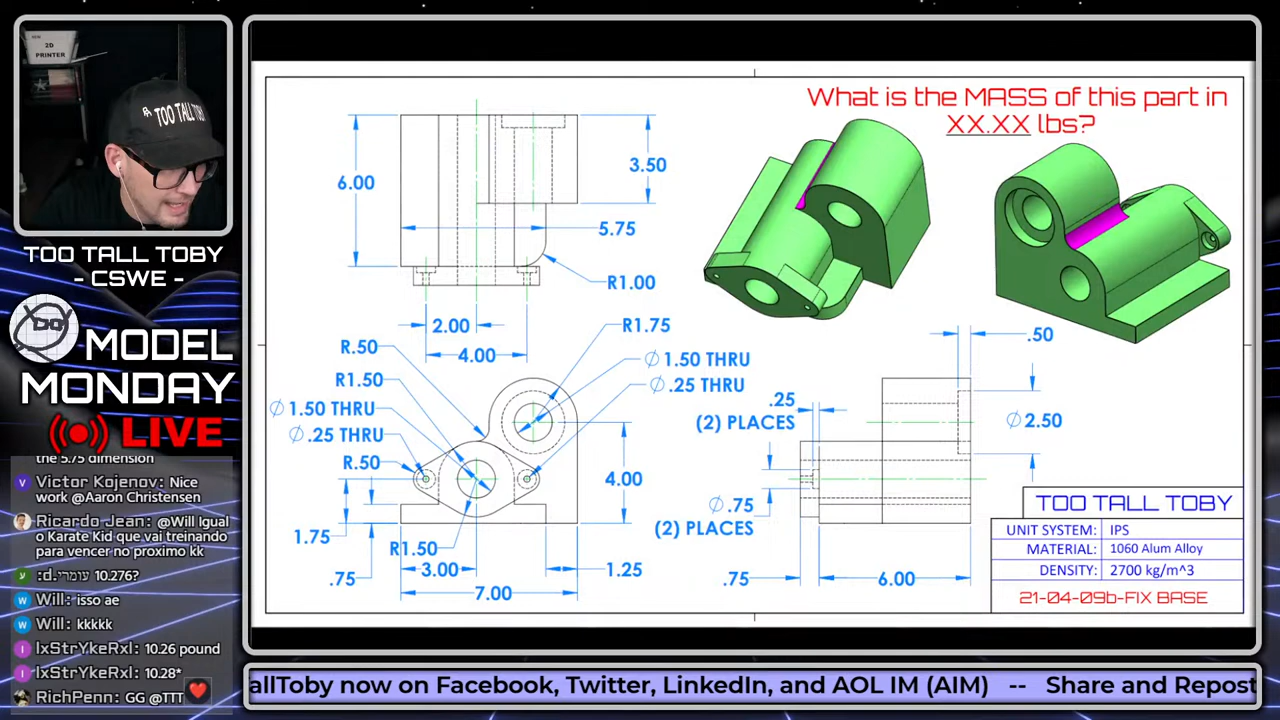 2D
PRINTER
TOO TALL TOBY
TOO TALL TOBY
- CSWE -
MODEL
MONDAY
LIVE
the 5.75 dimension
Victor Kojenov: Nice
work @Aaron Christensen
Ricardo Jean: @Will Igual
o Karate Kid que vai treinando
para vencer no proximo kk
עומרי d: 10.276?
Will: isso ae
Will: kkkkk
lxStrYkeRxl: 10.26 pound
lxStrYkeRxl: 10.28*
RichPenn: GG @TTT
What is the MASS of this part in
XX.XX lbs?
6.00
3.50
5.75
R1.00
2.00
4.00
R1.75
R.50
R1.50
∅ 1.50 THRU
∅ .25 THRU
∅ 1.50 THRU
∅ .25 THRU
R.50
4.00
1.75
R1.50
3.00
1.25
.75
7.00
.50
.25
(2) PLACES
∅ 2.50
∅ .75
(2) PLACES
.75
6.00
TOO TALL TOBY
UNIT SYSTEM: IPS
MATERIAL: 1060 Alum Alloy
DENSITY: 2700 kg/m^3
21-04-09b-FIX BASE
allToby now on Facebook, Twitter, LinkedIn, and AOL IM (AIM) -- Share and Repost